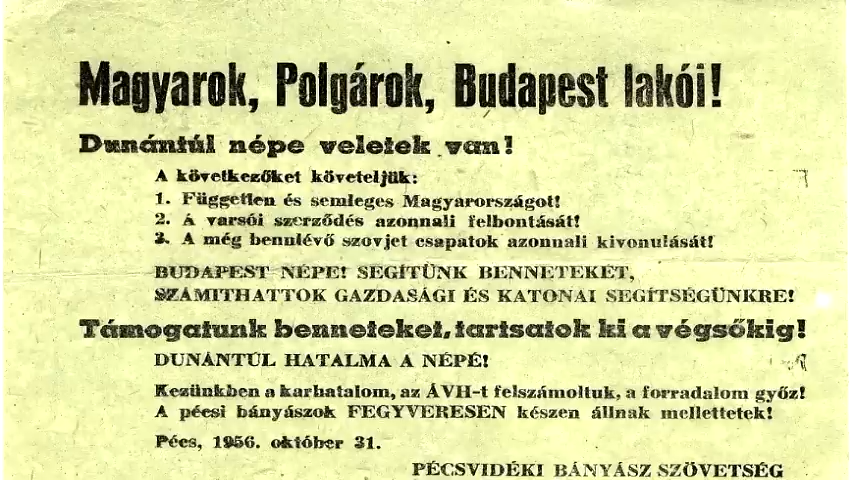 Magyarok, Polgárok, Budapest lakói!
Dunántúl népe veletek van!
A következőket követeljük:
1. Független és semleges Magyarországot!
2. A varsói szerződés azonnali felbontását!
3. A még bennlévő szovjet csapatok azonnali kivonulását!
BUDAPEST NÉPE! SEGÍTÜNK BENNETEKET,
SZÁMITHATTOK GAZDASÁGI ÉS KATONAI SEGÍTSÉGÜNKRE!
Támogatunk benneteket, tartsatok ki a végsőkig!
DUNÁNTÚL HATALMA A NÉPÉ!
Kezünkben a karhatalom, az ÁVH-t felszámoltuk, a forradalom győz!
A pécsi bányászok FEGYVERESEN készen állnak mellettetek!
Pécs, 1956. október 31.
PÉCSVIDÉKI BÁNYÁSZ SZÖVETSÉG